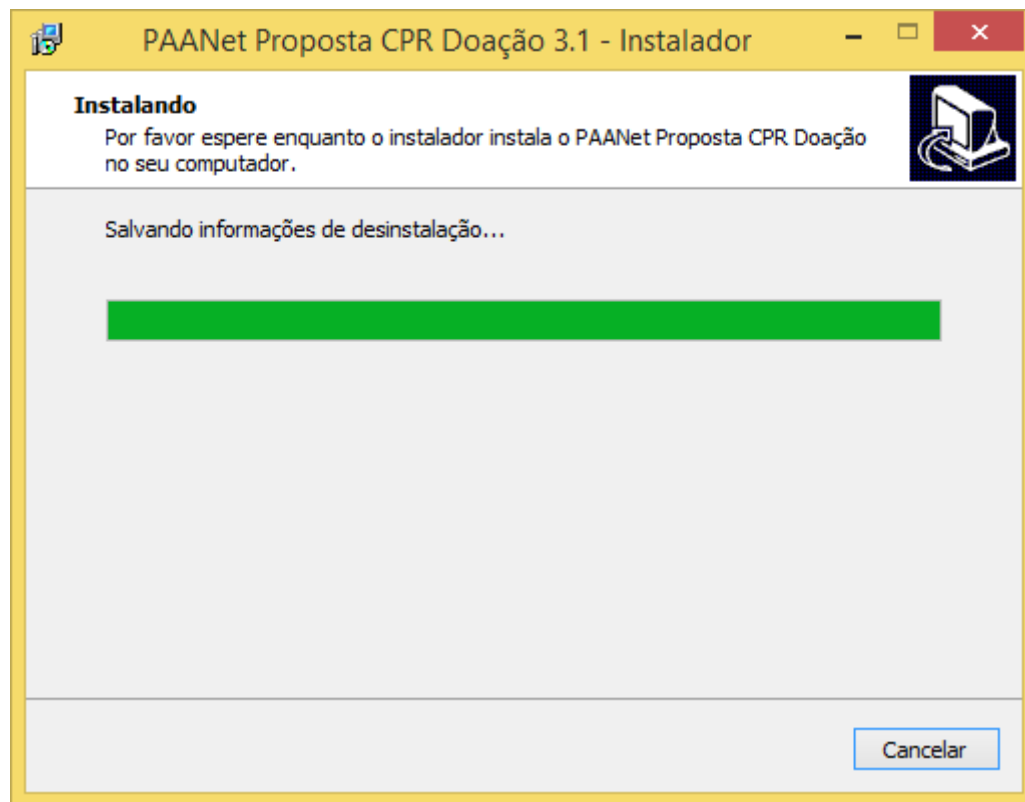 PAANet Proposta CPR Doação 3.1 - Instalador
Instalando
Por favor espere enquanto o instalador instala o PAANet Proposta CPR Doação
no seu computador.
Salvando informações de desinstalação...
Cancelar